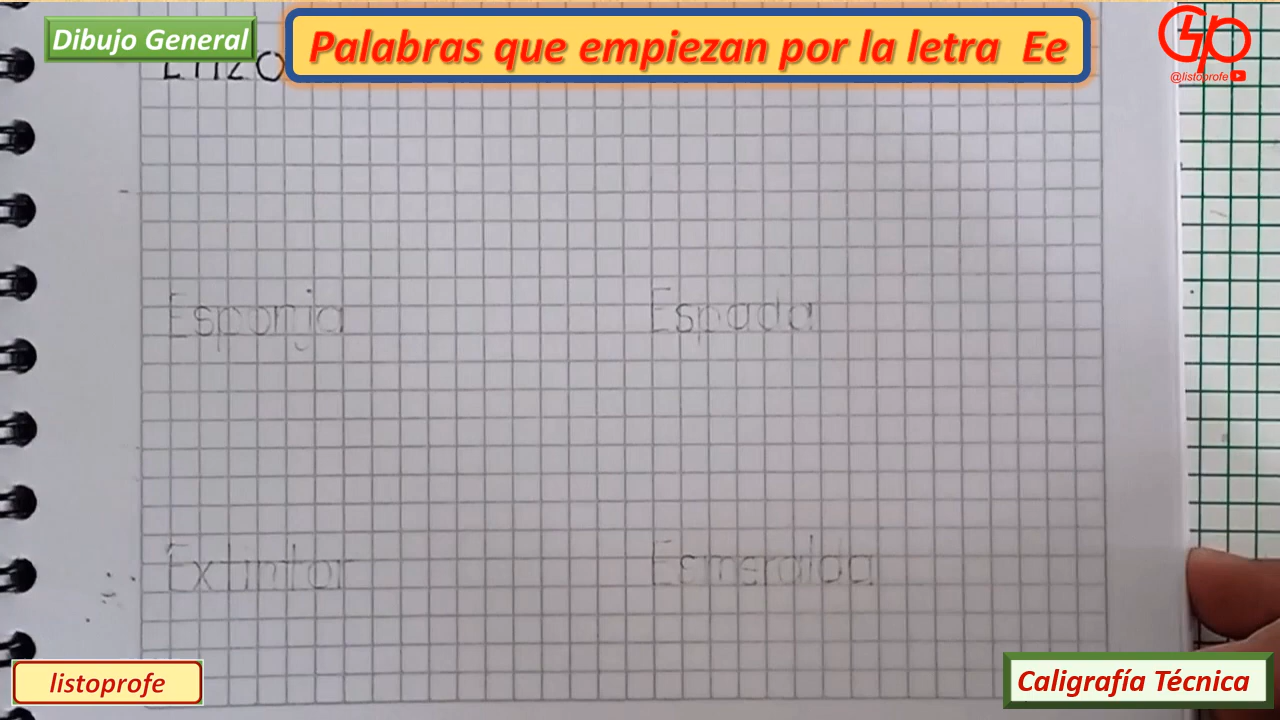 Dibujo General
Palabras que empiezan por la letra Ee
@listoprofe
Esponja
Espada
Extintor
Esmeralda
listoprofe
Caligrafía Técnica